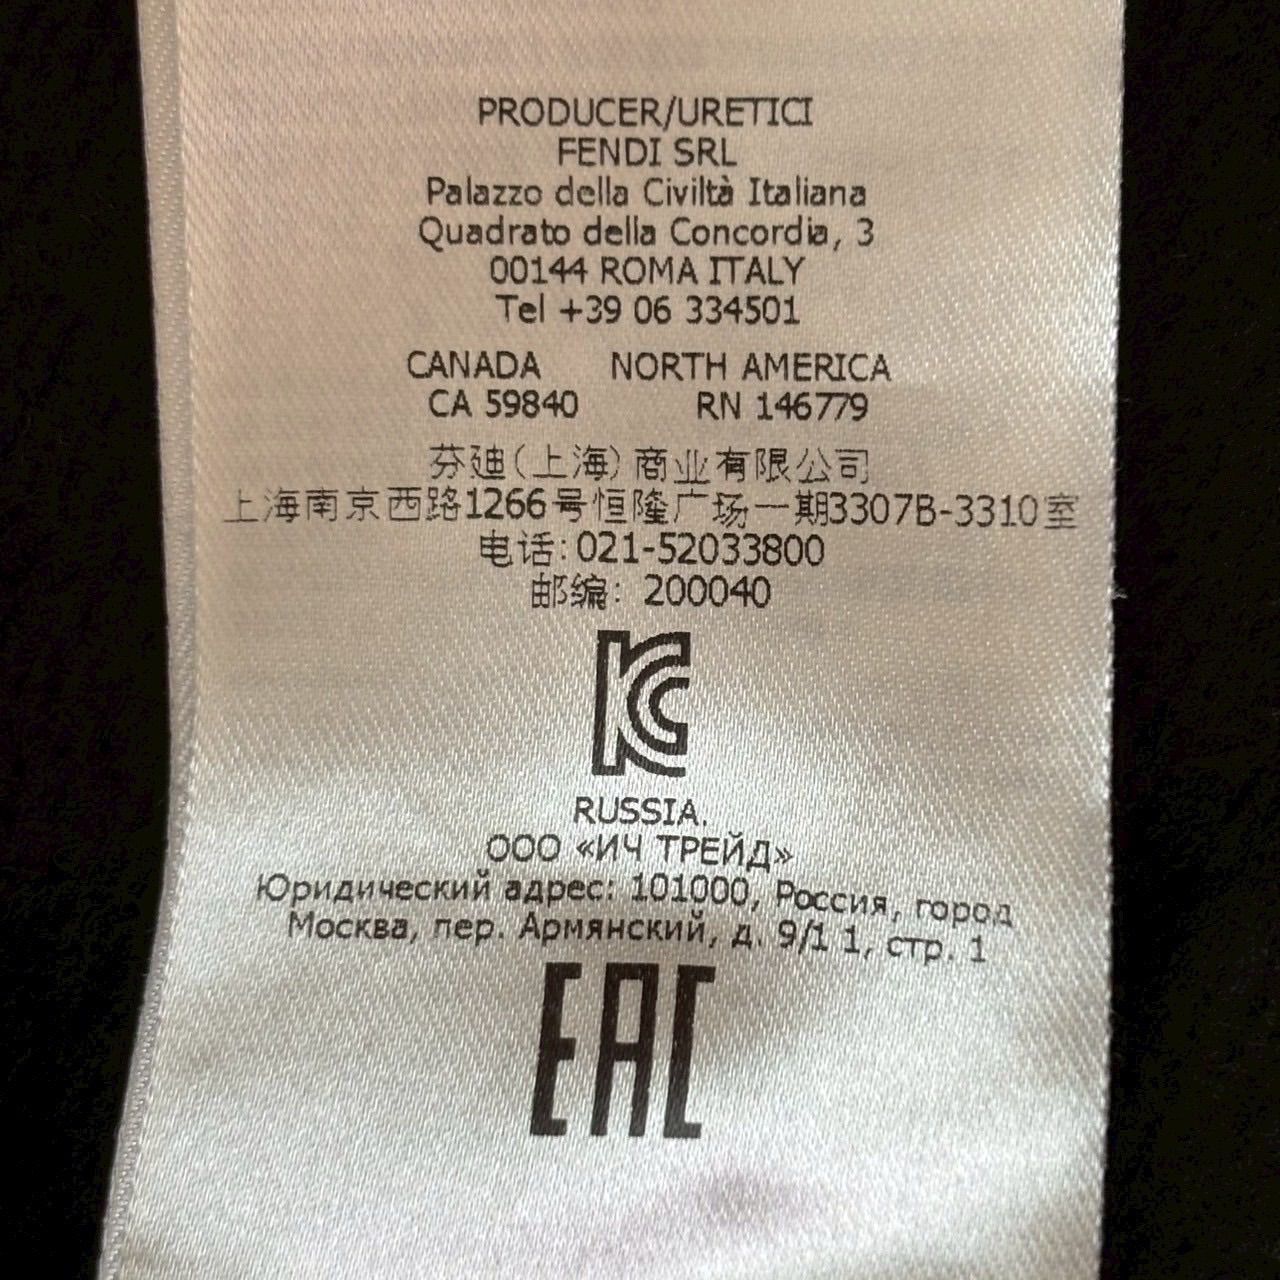 PRODUCER/URETICI
FENDI SRL
Palazzo della Civiltà Italiana
Quadrato della Concordia, 3
00144 ROMA ITALY
Tel +39 06 334501
CANADA NORTH AMERICA
CA 59840 RN 146779
芬迪(上海)商业有限公司
上海南京西路1266号恒隆广场一期3307B-3310室
电话:021-52033800
邮编: 200040
KC
RUSSIA.
ООО «ИЧ ТРЕЙД»
Юридический адрес: 101000, Россия, город
Москва, пер. Армянский, д. 9/1 1, стр. 1
EAC